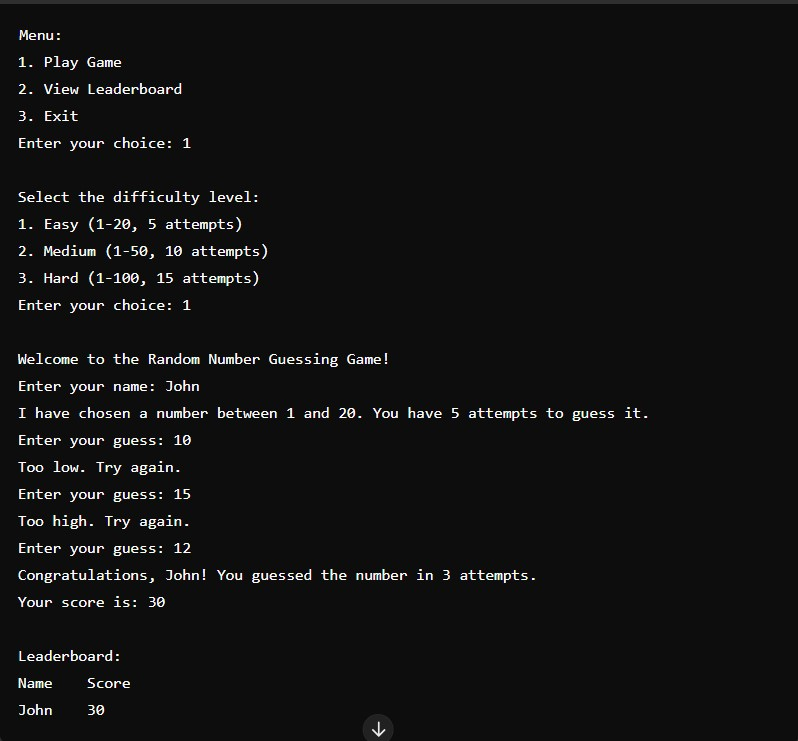 Menu:
1. Play Game
2. View Leaderboard
3. Exit
Enter your choice: 1
Select the difficulty level:
1. Easy (1-20, 5 attempts)
2. Medium (1-50, 10 attempts)
3. Hard (1-100, 15 attempts)
Enter your choice: 1
Welcome to the Random Number Guessing Game!
Enter your name: John
I have chosen a number between 1 and 20. You have 5 attempts to guess it.
Enter your guess: 10
Too low. Try again.
Enter your guess: 15
Too high. Try again.
Enter your guess: 12
Congratulations, John! You guessed the number in 3 attempts.
Your score is: 30
Leaderboard:
Name    Score
John    30